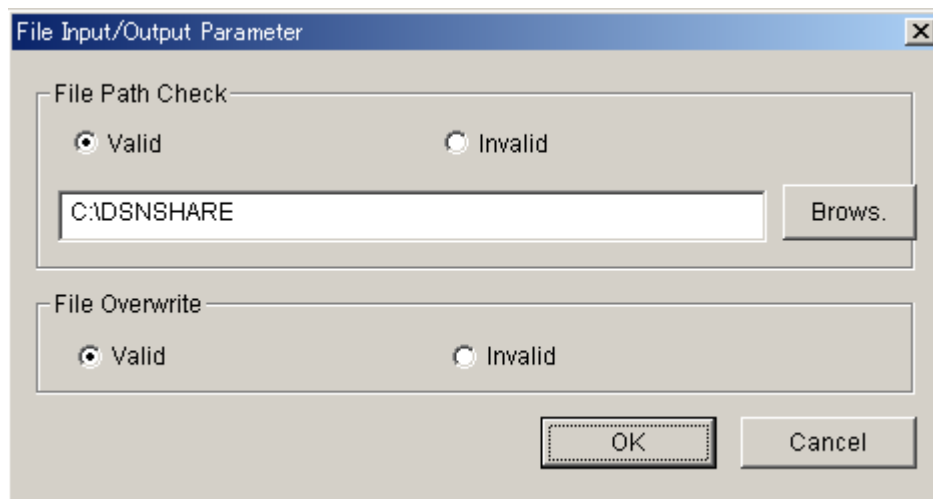 File Input/Output Parameter
File Path Check
Valid Invalid
C:\DSNSHARE Brows.
File Overwrite
Valid Invalid
OK Cancel